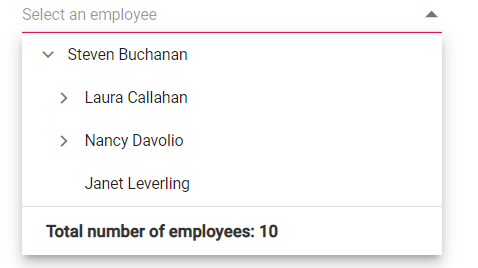 Select an employee
Steven Buchanan
Laura Callahan
Nancy Davolio
Janet Leverling
Total number of employees: 10